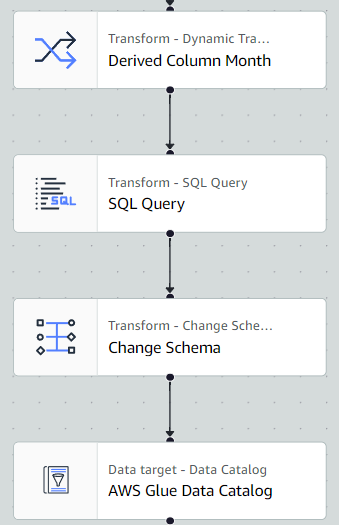 Transform - Dynamic Tra...
Derived Column Month
SQL
Transform - SQL Query
SQL Query
Transform - Change Sche...
Change Schema
Data target - Data Catalog
AWS Glue Data Catalog